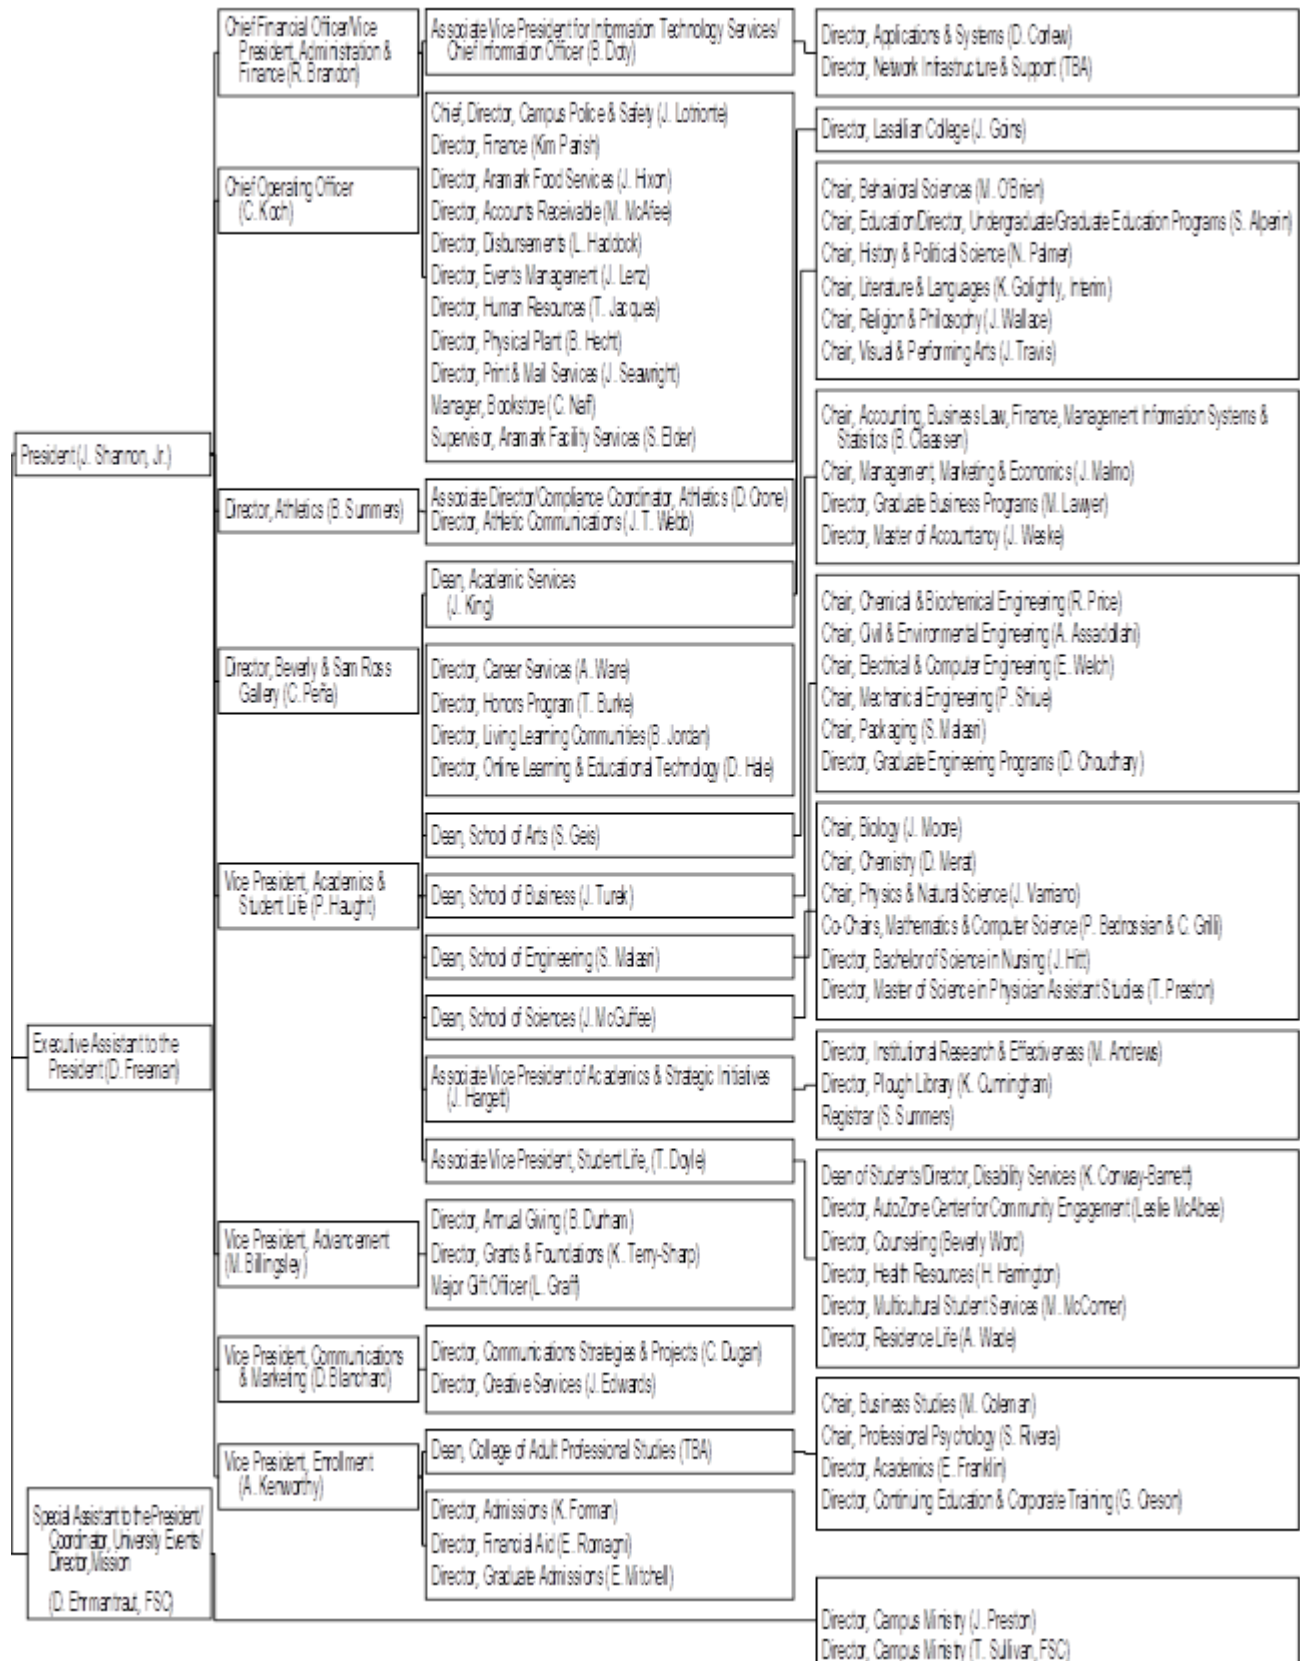 Chief Financial Officer/Vice
President, Administration &
Finance (R. Brandon)
Chief Operating Officer
(C. Koch)
President (J. Shannon, Jr.)
Director, Athletics (B. Summers)
Director, Beverly & Sam Ross
Gallery (C. Peña)
Vice President, Academics &
Student Life (P. Haught)
Executive Assistant to the
President (D. Freeman)
Vice President, Advancement
(M. Billingsley)
Vice President, Communications
& Marketing (D. Blanchard)
Vice President, Enrollment
(A. Kenworthy)
Special Assistant to the President/
Coordinator, University Events/
Director, Mission
(D. Ehrmantraut, FSC)
Associate Vice President for Information Technology Services/
Chief Information Officer (B. Doty)
Chief, Director, Campus Police & Safety (J. Lotrionte)
Director, Finance (Kim Parish)
Director, Aramark Food Services (J. Hixon)
Director, Accounts Receivable (M. McAfee)
Director, Disbursements (L. Haddock)
Director, Events Management (J. Lenz)
Director, Human Resources (T. Jacques)
Director, Physical Plant (B. Hecht)
Director, Print & Mail Services (J. Seawright)
Manager, Bookstore (C. Naff)
Supervisor, Aramark Facility Services (S. Elder)
Associate Director/Compliance Coordinator, Athletics (D. Crone)
Director, Athletic Communications (J. T. Webb)
Dean, Academic Services
(J. King)
Director, Career Services (A. Ware)
Director, Honors Program (T. Burke)
Director, Living Learning Communities (B. Jordan)
Director, Online Learning & Educational Technology (D. Hale)
Dean, School of Arts (S. Geis)
Dean, School of Business (J. Turek)
Dean, School of Engineering (S. Malasri)
Dean, School of Sciences (J. McGuffee)
Associate Vice President of Academics & Strategic Initiatives
(J. Hargett)
Associate Vice President, Student Life, (T. Doyle)
Director, Annual Giving (B. Durham)
Director, Grants & Foundations (K. Terry-Sharp)
Major Gift Officer (L. Graff)
Director, Communications Strategies & Projects (C. Dugan)
Director, Creative Services (J. Edwards)
Dean, College of Adult Professional Studies (TBA)
Director, Admissions (K. Forman)
Director, Financial Aid (E. Romagni)
Director, Graduate Admissions (E. Mitchell)
Director, Applications & Systems (D. Corlew)
Director, Network Infrastructure & Support (TBA)
Director, Lasallian College (J. Goins)
Chair, Behavioral Sciences (M. O'Brien)
Chair, Education/Director, Undergraduate/Graduate Education Programs (S. Alperin)
Chair, History & Political Science (N. Palmer)
Chair, Literature & Languages (K. Golightly, Interim)
Chair, Religion & Philosophy (J. Wallace)
Chair, Visual & Performing Arts (J. Travis)
Chair, Accounting, Business Law, Finance, Management Information Systems &
Statistics (B. Claassen)
Chair, Management, Marketing & Economics (J. Malmo)
Director, Graduate Business Programs (M. Lawyer)
Director, Master of Accountancy (J. Weske)
Chair, Chemical & Biochemical Engineering (R. Price)
Chair, Civil & Environmental Engineering (A. Assadollahi)
Chair, Electrical & Computer Engineering (E. Welch)
Chair, Mechanical Engineering (P. Shiue)
Chair, Packaging (S. Malasri)
Director, Graduate Engineering Programs (D. Choudhary)
Chair, Biology (J. Moore)
Chair, Chemistry (D. Merat)
Chair, Physics & Natural Science (J. Varriano)
Co-Chairs, Mathematics & Computer Science (P. Bedrossian & C. Grilli)
Director, Bachelor of Science in Nursing (J. Hitt)
Director, Master of Science in Physician Assistant Studies (T. Preston)
Director, Institutional Research & Effectiveness (M. Andrews)
Director, Plough Library (K. Cunningham)
Registrar (S. Summers)
Dean of Students/Director, Disability Services (K. Conway-Barnett)
Director, AutoZone Center for Community Engagement (Leslie McAbee)
Director, Counseling (Beverly Word)
Director, Health Resources (H. Harrington)
Director, Multicultural Student Services (M. McCorner)
Director, Residence Life (A. Wade)
Chair, Business Studies (M. Coleman)
Chair, Professional Psychology (S. Rivera)
Director, Academics (E. Franklin)
Director, Continuing Education & Corporate Training (G. Creson)
Director, Campus Ministry (J. Preston)
Director, Campus Ministry (T. Sullivan, FSC)